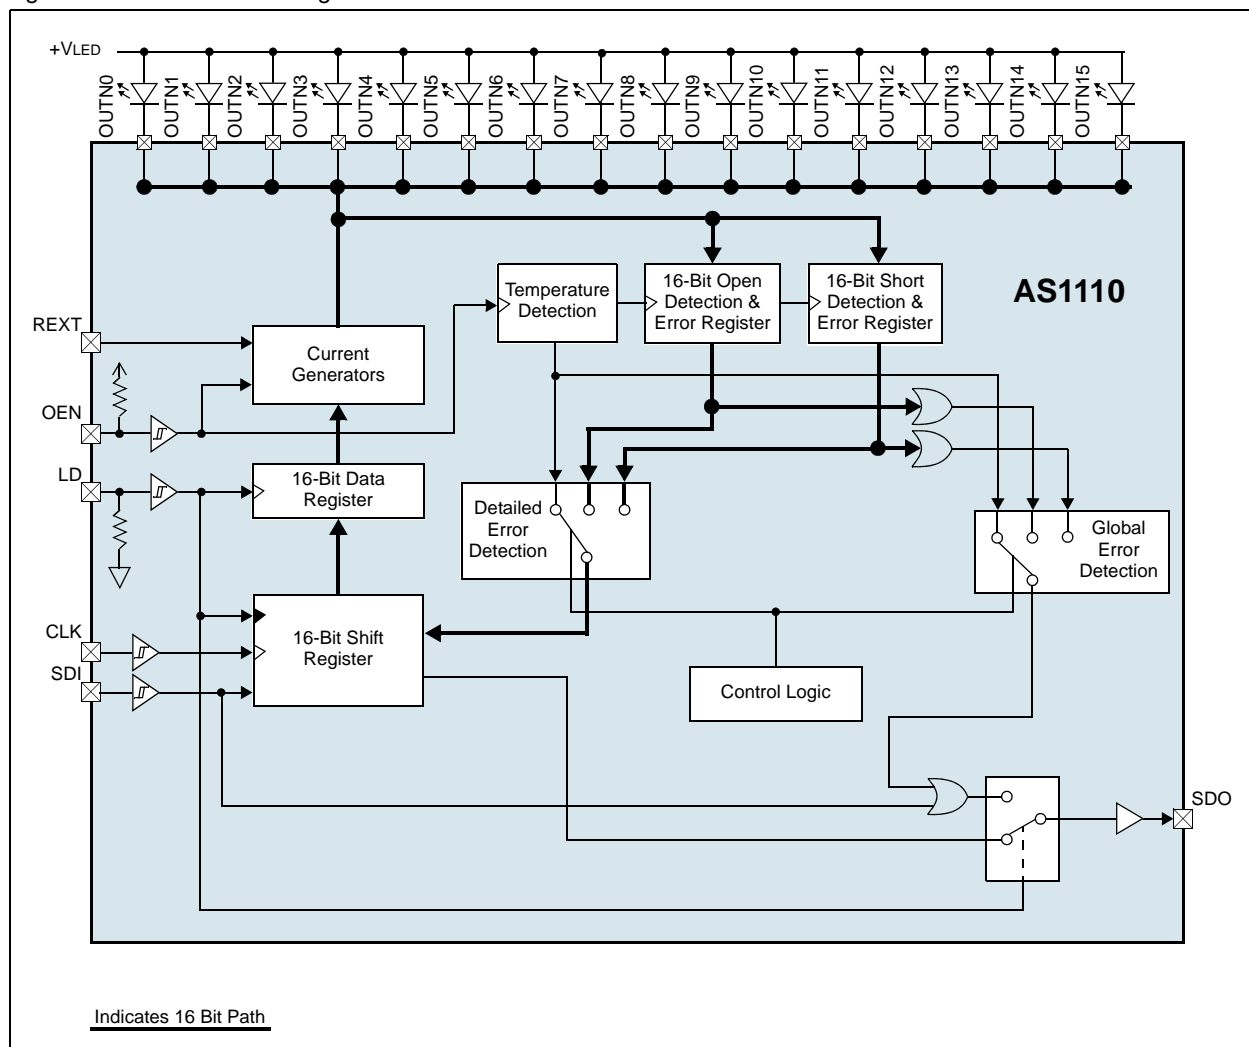 +VLED
OUTN0
OUTN1
OUTN2
OUTN3
OUTN4
OUTN5
OUTN6
OUTN7
OUTN8
OUTN9
OUTN10
OUTN11
OUTN12
OUTN13
OUTN14
OUTN15
AS1110
Temperature
Detection
16-Bit Open
Detection &
Error Register
16-Bit Short
Detection &
Error Register
REXT
Current
Generators
OEN
LD
16-Bit Data
Register
Detailed
Error
Detection
Global
Error
Detection
CLK
SDI
16-Bit Shift
Register
Control Logic
SDO
Indicates 16 Bit Path